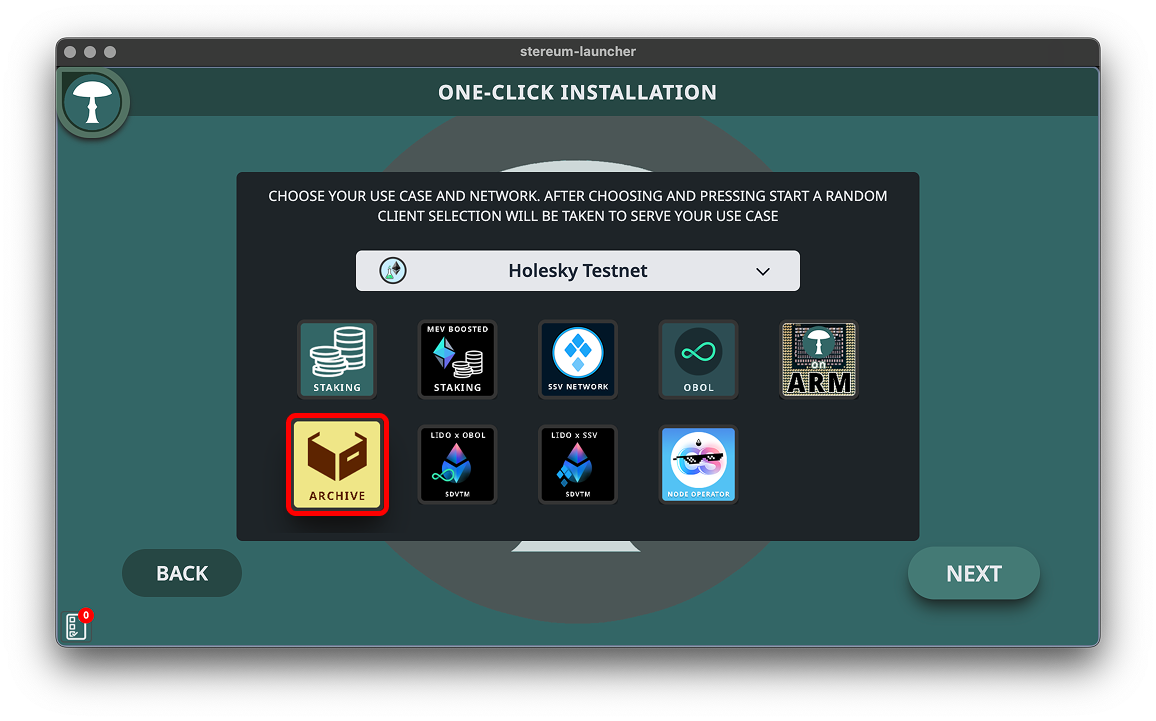 stereum-launcher
ONE-CLICK INSTALLATION
CHOOSE YOUR USE CASE AND NETWORK. AFTER CHOOSING AND PRESSING START A RANDOM
CLIENT SELECTION WILL BE TAKEN TO SERVE YOUR USE CASE
Holesky Testnet
STAKING
MEV BOOSTED
STAKING
SSV NETWORK
OBOL
on
ARM
ARCHIVE
LIDO x OBOL
SDVTM
LIDO x SSV
SDVTM
CS
NODE OPERATOR
BACK
NEXT
0